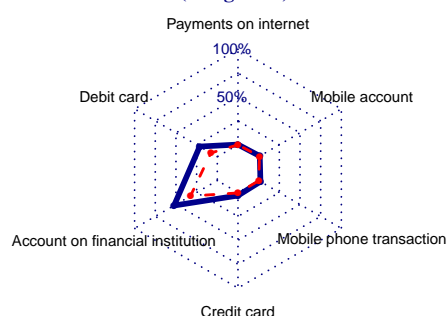 Payments on internet
100%
Debit card
50%
Mobile account
Account on financial institution
Mobile phone transaction
Credit card